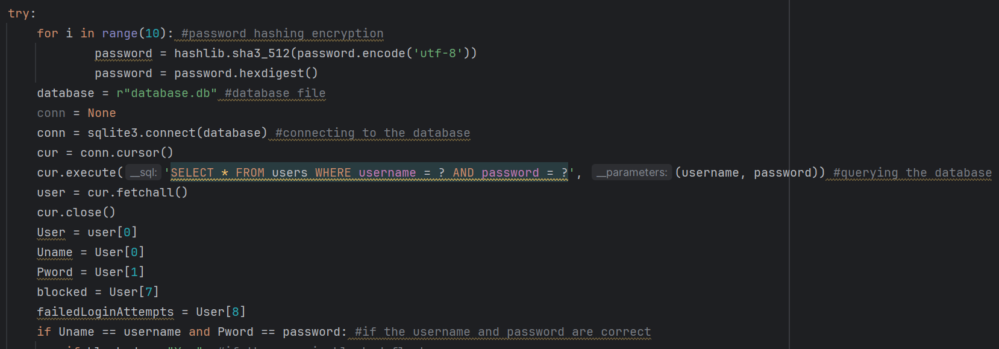 try:
for i in range(10): #password hashing encryption
password = hashlib.sha3_512(password.encode('utf-8'))
password = password.hexdigest()
database = r"database.db" #database file
conn = None
conn = sqlite3.connect(database) #connecting to the database
cur = conn.cursor()
cur.execute(__sql: 'SELECT * FROM users WHERE username = ? AND password = ?', __parameters: (username, password)) #querying the database
user = cur.fetchall()
cur.close()
User = user[0]
Uname = User[0]
Pword = User[1]
blocked = User[7]
failedLoginAttempts = User[8]
if Uname == username and Pword == password: #if the username and password are correct